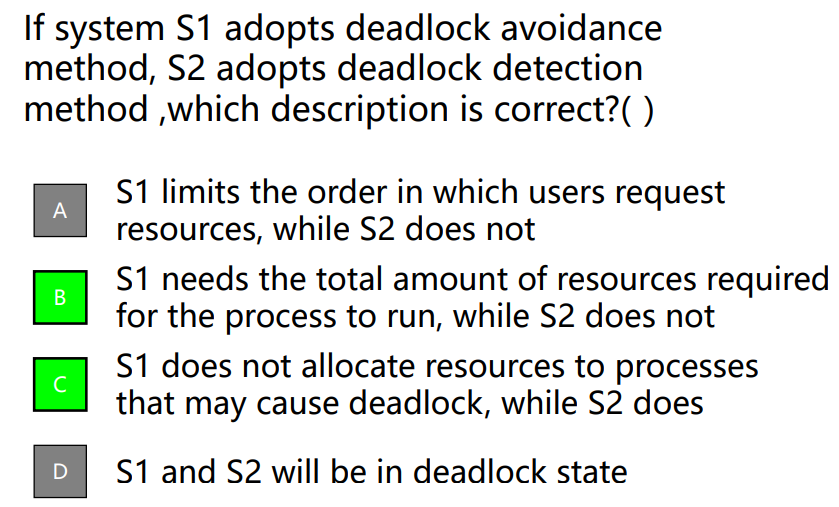 If system S1 adopts deadlock avoidance
method, S2 adopts deadlock detection
method ,which description is correct?( )
A
S1 limits the order in which users request
resources, while S2 does not
B
S1 needs the total amount of resources required
for the process to run, while S2 does not
C
S1 does not allocate resources to processes
that may cause deadlock, while S2 does
D
S1 and S2 will be in deadlock state